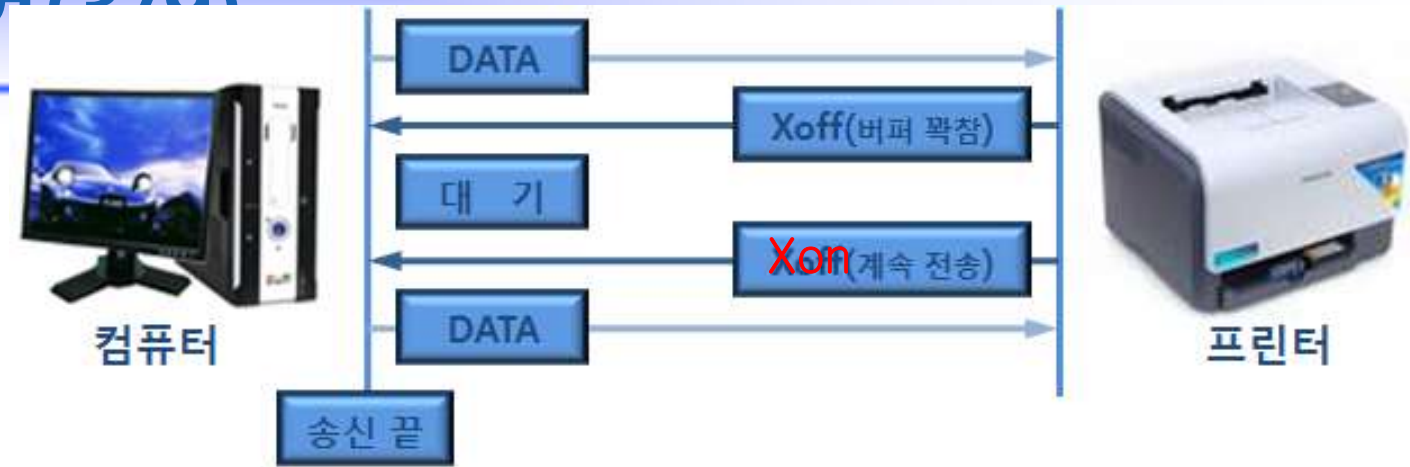 DATA
Xoff(버퍼 꽉참)
대 기
Xon(계속 전송)
DATA
컴퓨터
프린터
송신 끝